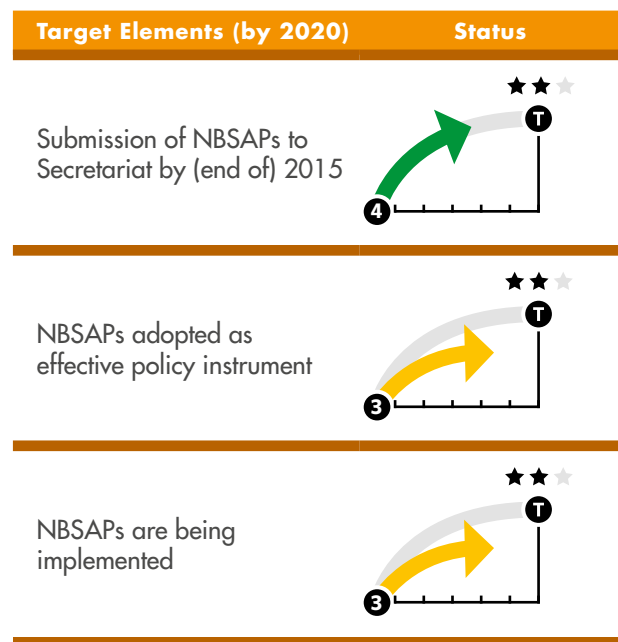 Target Elements (by 2020) Status
Submission of NBSAPs to
Secretariat by (end of) 2015
T
4
NBSAPs adopted as
effective policy instrument
T
3
NBSAPs are being
implemented
T
3